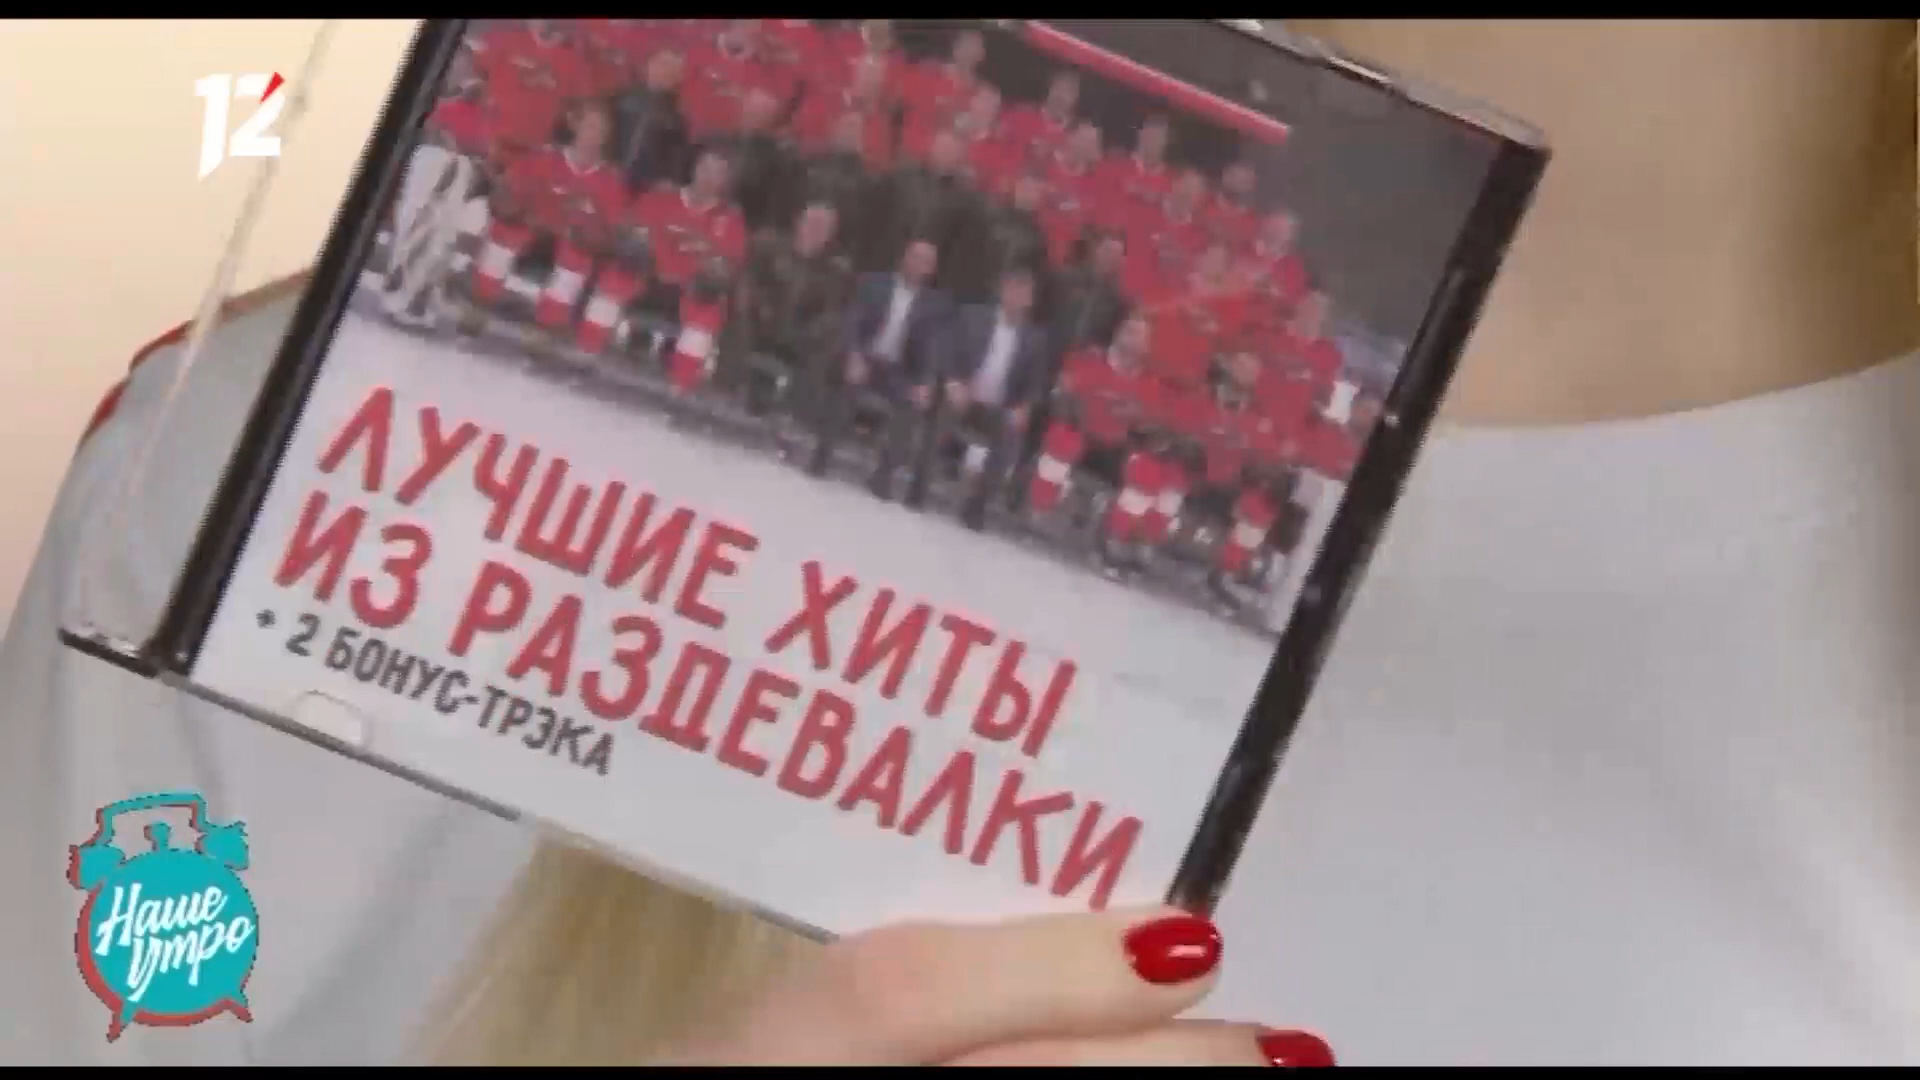 12
ЛУЧШИЕ ХИТЫ
ИЗ РАЗДЕВАЛКИ
+ 2 БОНУС-ТРЭКА
Наше
Утро